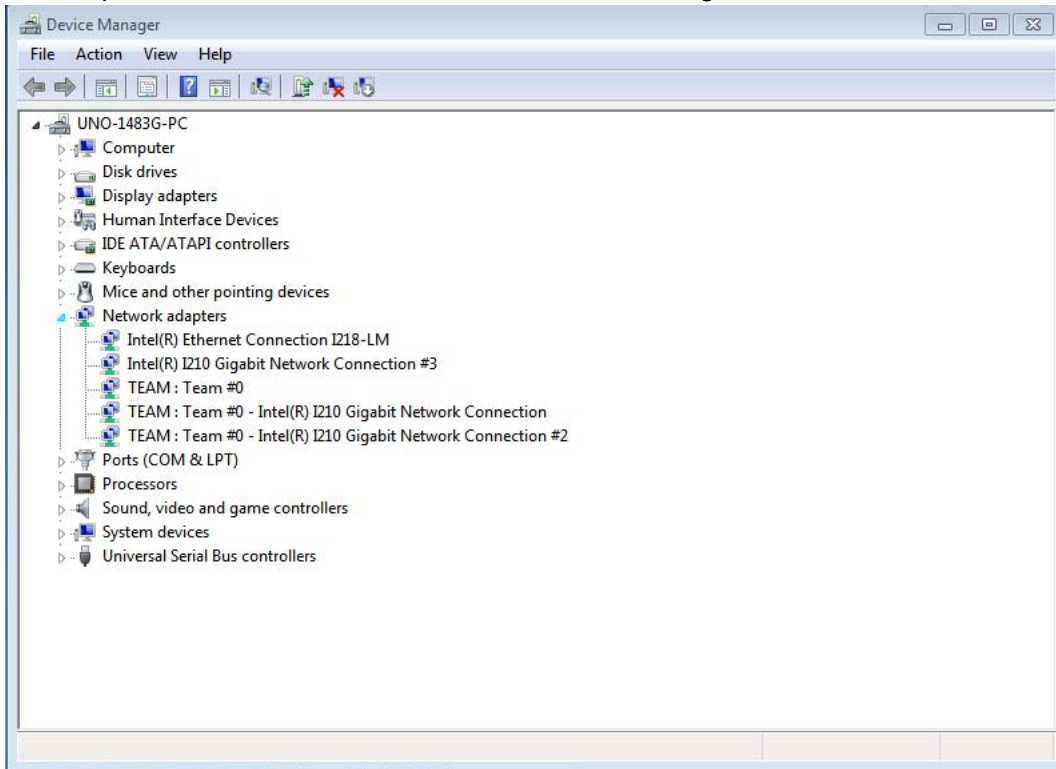 Device Manager
File Action View Help
UNO-1483G-PC
Computer
Disk drives
Display adapters
Human Interface Devices
IDE ATA/ATAPI controllers
Keyboards
Mice and other pointing devices
Network adapters
Intel(R) Ethernet Connection I218-LM
Intel(R) I210 Gigabit Network Connection #3
TEAM : Team #0
TEAM : Team #0 - Intel(R) I210 Gigabit Network Connection
TEAM : Team #0 - Intel(R) I210 Gigabit Network Connection #2
Ports (COM & LPT)
Processors
Sound, video and game controllers
System devices
Universal Serial Bus controllers